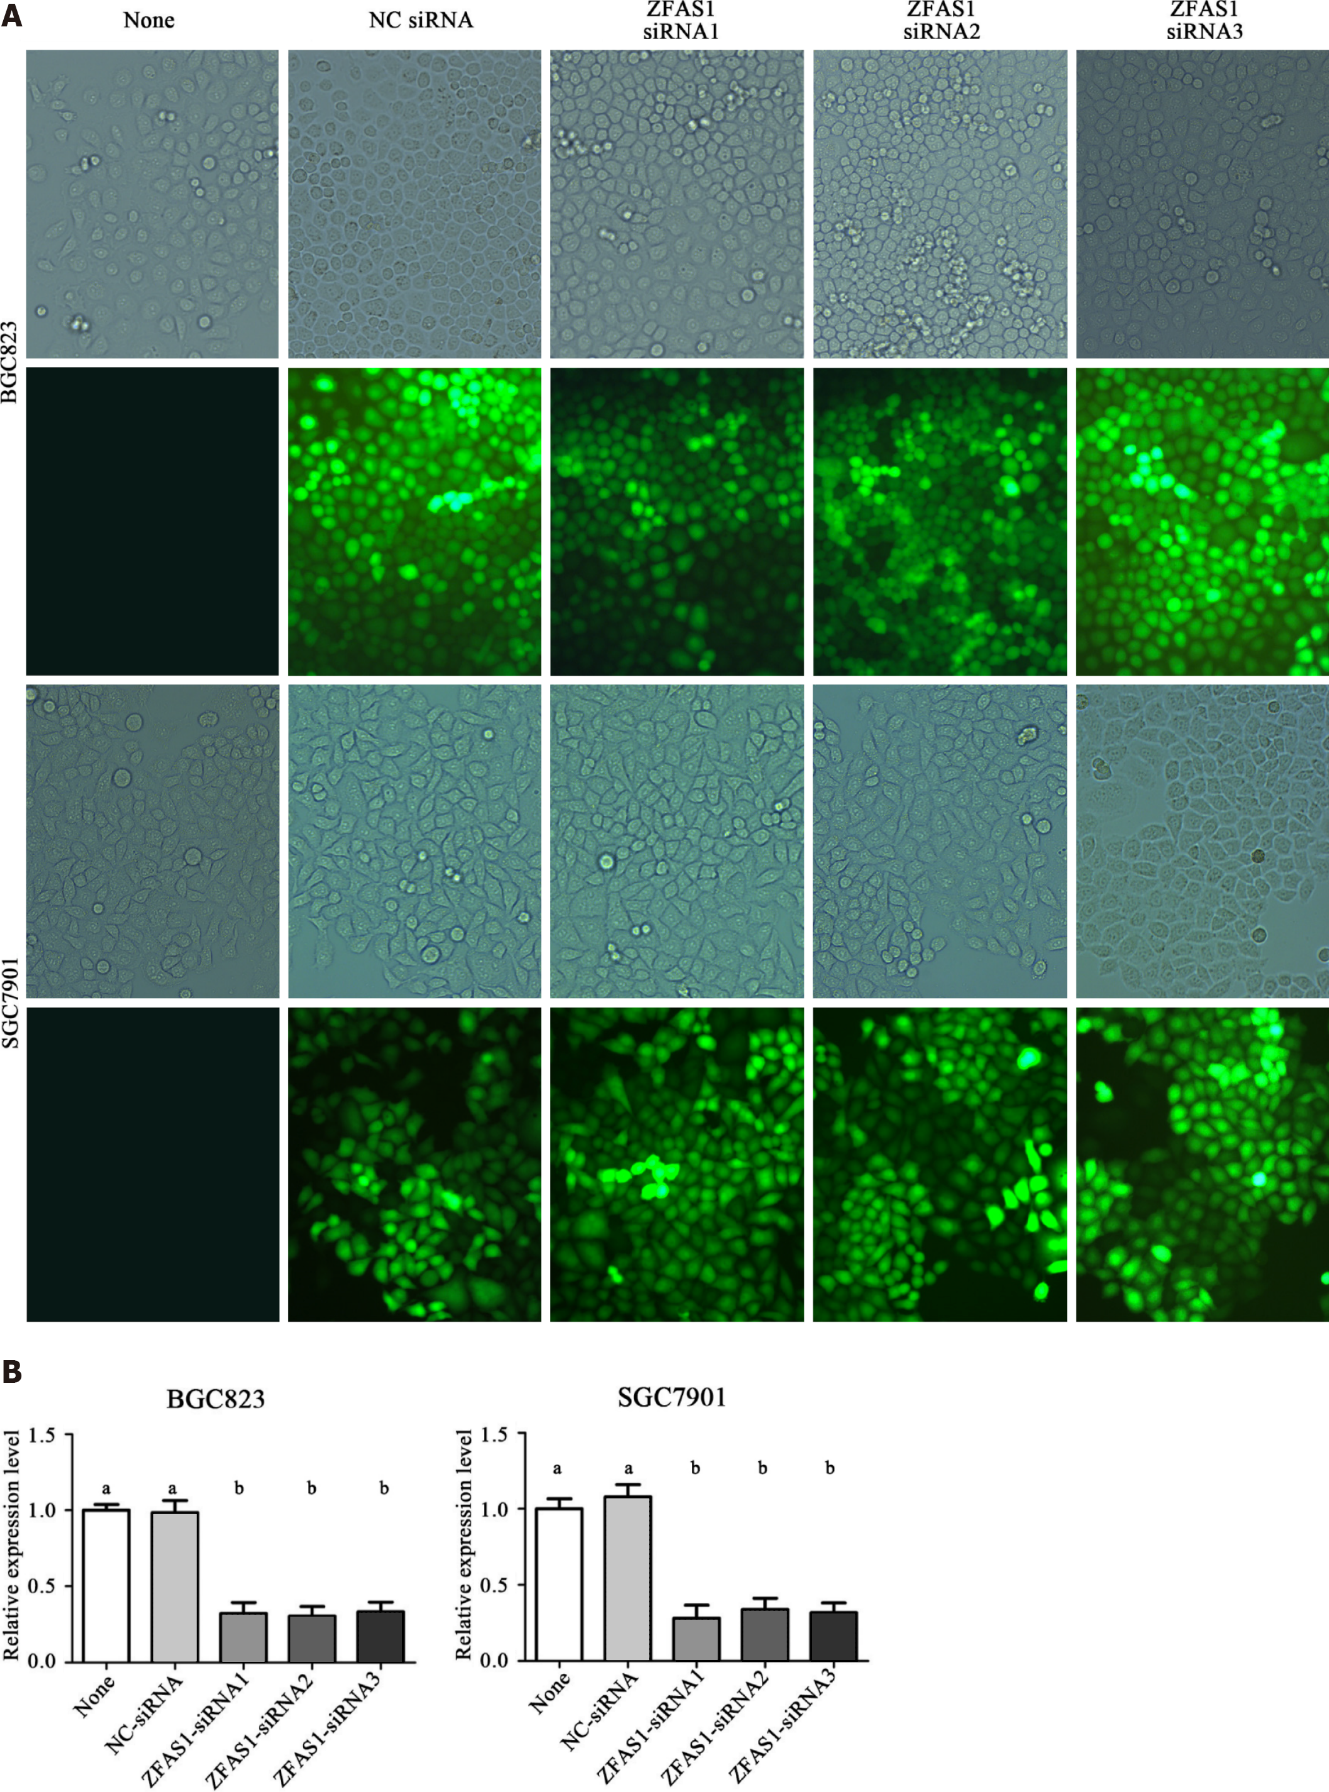 A
None
NC siRNA
ZFAS1
siRNA1
ZFAS1
siRNA2
ZFAS1
siRNA3
BGC823
SGC7901
B
BGC823
Relative expression level
1.5
1.0
0.5
0.0
a
a
b
b
b
None
NC-siRNA
ZFAS1-siRNA1
ZFAS1-siRNA2
ZFAS1-siRNA3
SGC7901
Relative expression level
1.5
1.0
0.5
0.0
a
a
b
b
b
None
NC-siRNA
ZFAS1-siRNA1
ZFAS1-siRNA2
ZFAS1-siRNA3